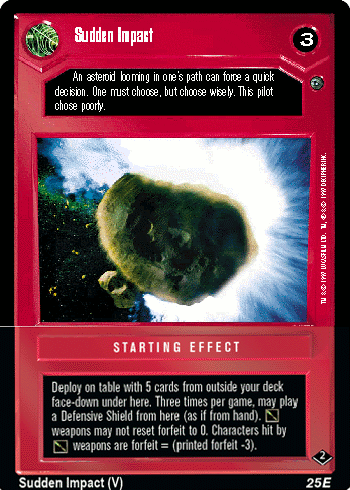 Sudden Impact
3
An asteroid looming in one's path can force a quick
decision. One must choose, but choose wisely. This pilot
chose poorly.
STARTING EFFECT
Deploy on table with 5 cards from outside your deck
face-down under here. Three times per game, may play
a Defensive Shield from here (as if from hand).
weapons may not reset forfeit to 0. Characters hit by
weapons are forfeit = (printed forfeit -3).
2
Sudden Impact (V)
25E